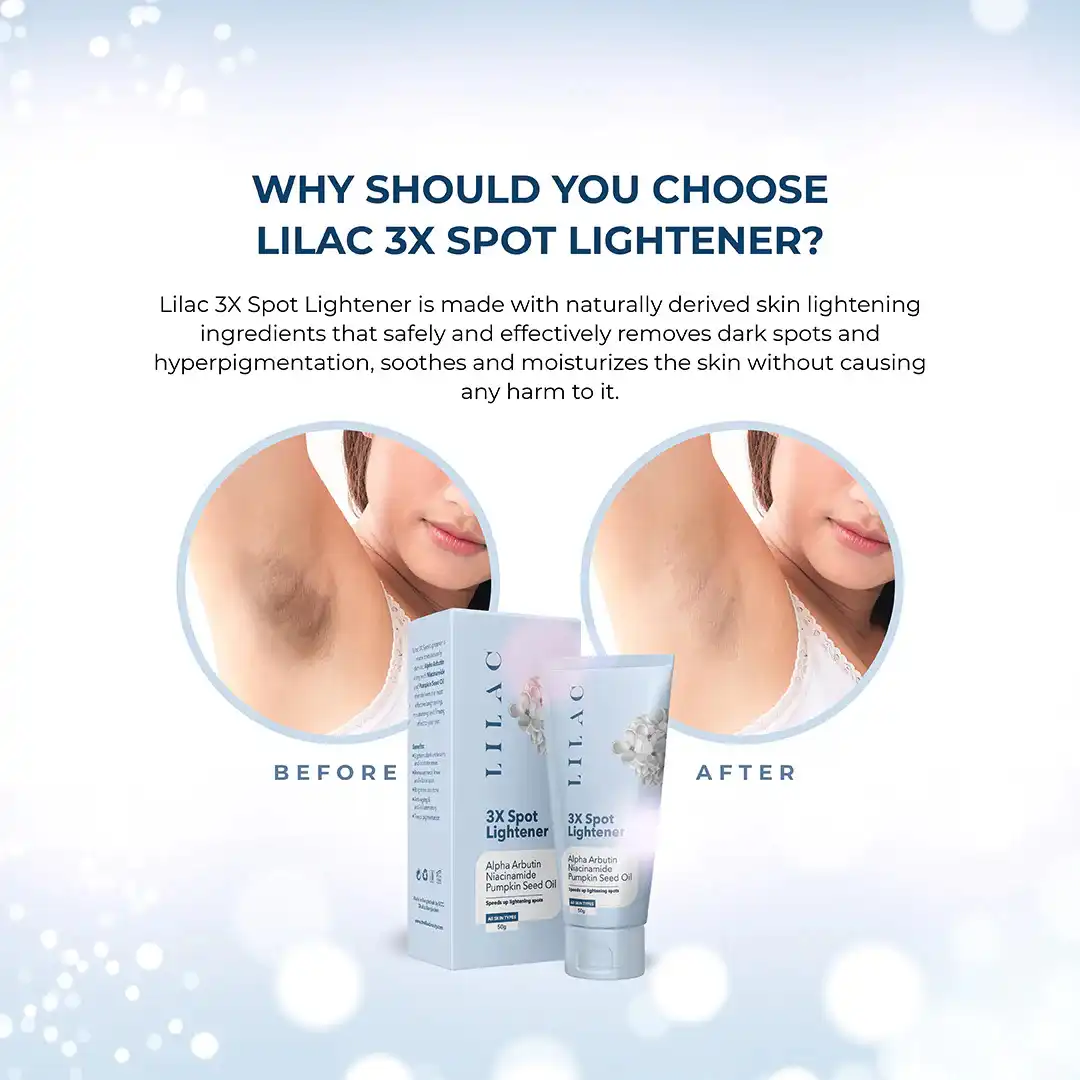 WHY SHOULD YOU CHOOSE
LILAC 3X SPOT LIGHTENER?
Lilac 3X Spot Lightener is made with naturally derived skin lightening
ingredients that safely and effectively removes dark spots and
hyperpigmentation, soothes and moisturizes the skin without causing
any harm to it.
BEFORE
AFTER
LILAC
3X Spot
Lightener
Alpha Arbutin
Niacinamide
Pumpkin Seed Oil
Speeds up lightening spots
All SKIN TYPES
50g
LILAC
3X Spot
Lightener
Alpha Arbutin
Niacinamide
Pumpkin Seed Oil
Speeds up lightening spots
All SKIN TYPES
50g
Benefits: